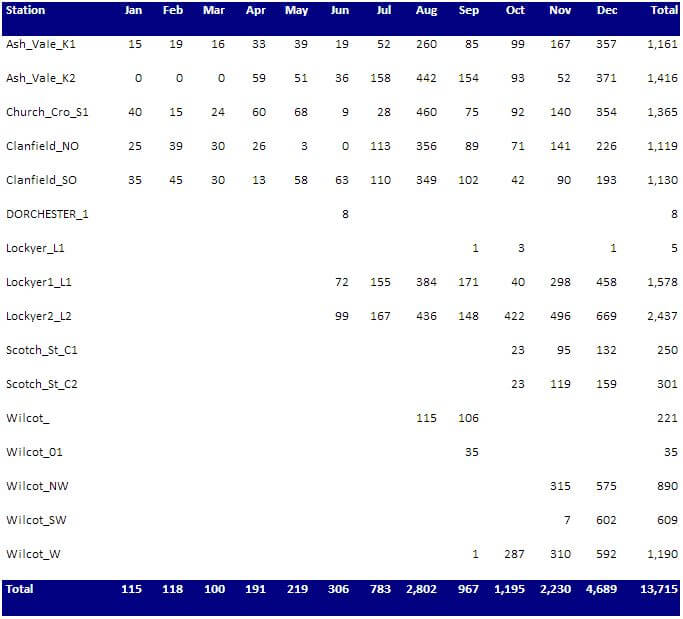 Station Jan Feb Mar Apr May Jun Jul Aug Sep Oct Nov Dec Total
Ash_Vale_K1 15 19 16 33 39 19 52 260 85 99 167 357 1,161
Ash_Vale_K2 0 0 0 59 51 36 158 442 154 93 52 371 1,416
Church_Cro_S1 40 15 24 60 68 9 28 460 75 92 140 354 1,365
Clanfield_NO 25 39 30 26 3 0 113 356 89 71 141 226 1,119
Clanfield_SO 35 45 30 13 58 63 110 349 102 42 90 193 1,130
DORCHESTER_1 8 8
Lockyer_L1 1 3 1 5
Lockyer1_L1 72 155 384 171 40 298 458 1,578
Lockyer2_L2 99 167 436 148 422 496 669 2,437
Scotch_St_C1 23 95 132 250
Scotch_St_C2 23 119 159 301
Wilcot_ 115 106 221
Wilcot_01 35 35
Wilcot_NW 315 575 890
Wilcot_SW 7 602 609
Wilcot_W 1 287 310 592 1,190
Total 115 118 100 191 219 306 783 2,802 967 1,195 2,230 4,689 13,715